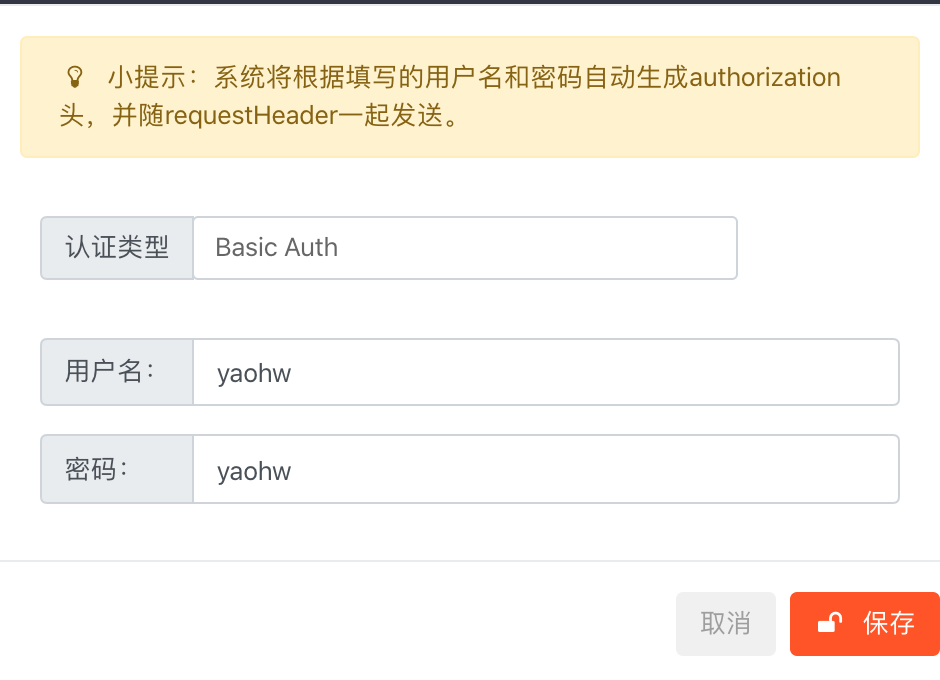 小提示：系统将根据填写的用户名和密码自动生成authorization
头，并随requestHeader一起发送。
认证类型 Basic Auth
用户名： yaohw
密码： yaohw
取消 保存